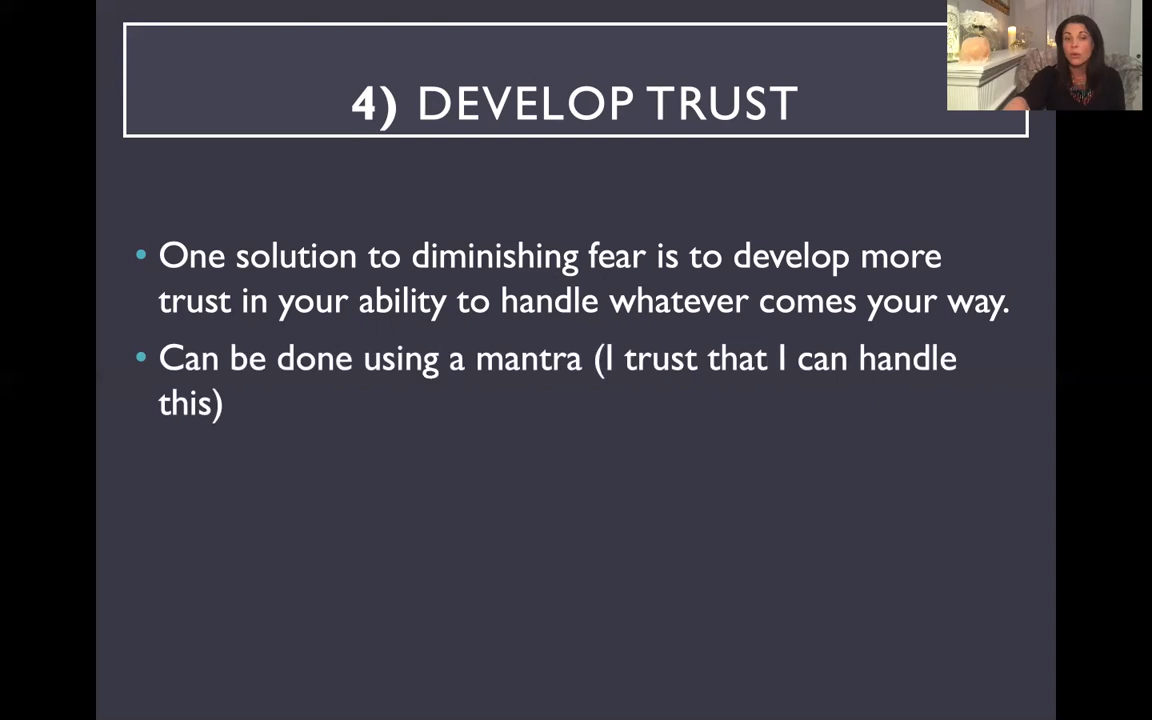 4) DEVELOP TRUST
• One solution to diminishing fear is to develop more
trust in your ability to handle whatever comes your way.
• Can be done using a mantra (I trust that I can handle
this)